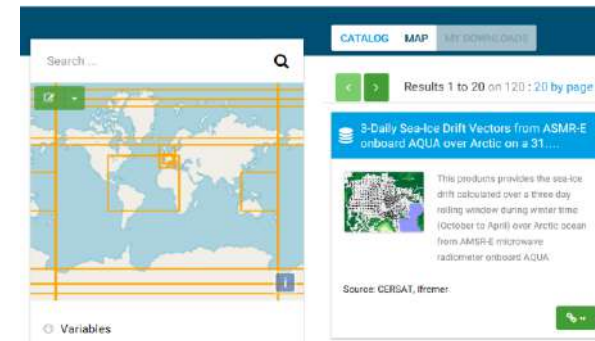 CATALOG MAP MY DOWNLOADS
Search ...
Results 1 to 20 on 120 : 20 by page
3-Daily Sea-Ice Drift Vectors from ASMR-E
onboard AQUA over Arctic on a 31....
This products provides the sea-ice
drift calculated over a three day
rolling window during winter time
(October to April) over Arctic ocean
from AMSR-E microwave
radiometer onboard AQUA
Source: CERSAT, Ifremer
Variables